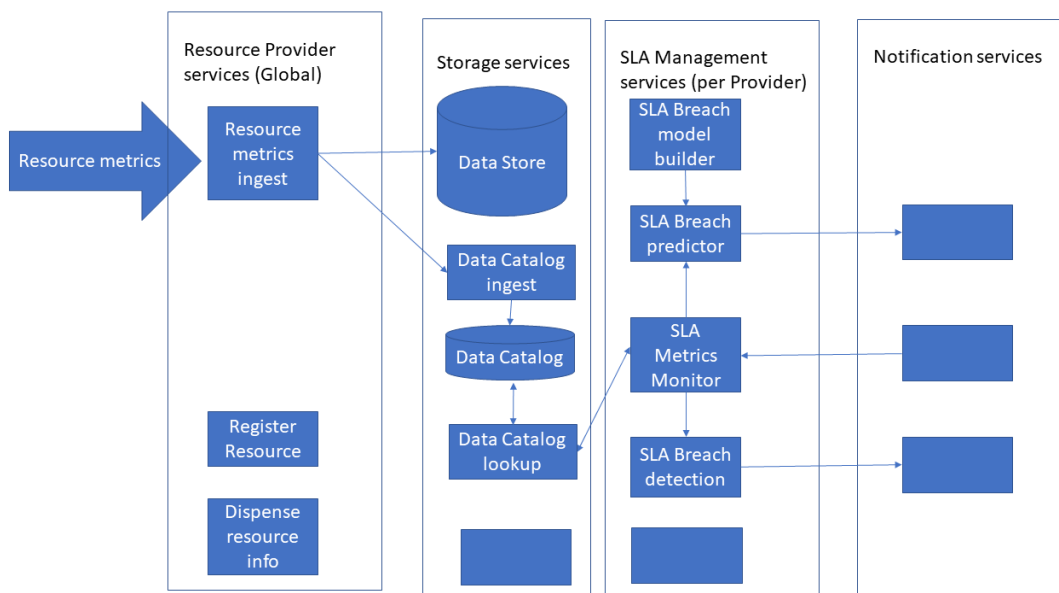 Resource metrics
Resource Provider
services (Global)
Resource
metrics
ingest
Register
Resource
Dispense
resource
info
Storage services
Data Store
Data Catalog
ingest
Data Catalog
Data Catalog
lookup
SLA Management
services (per Provider)
SLA Breach
model
builder
SLA Breach
predictor
SLA
Metrics
Monitor
SLA Breach
detection
Notification services